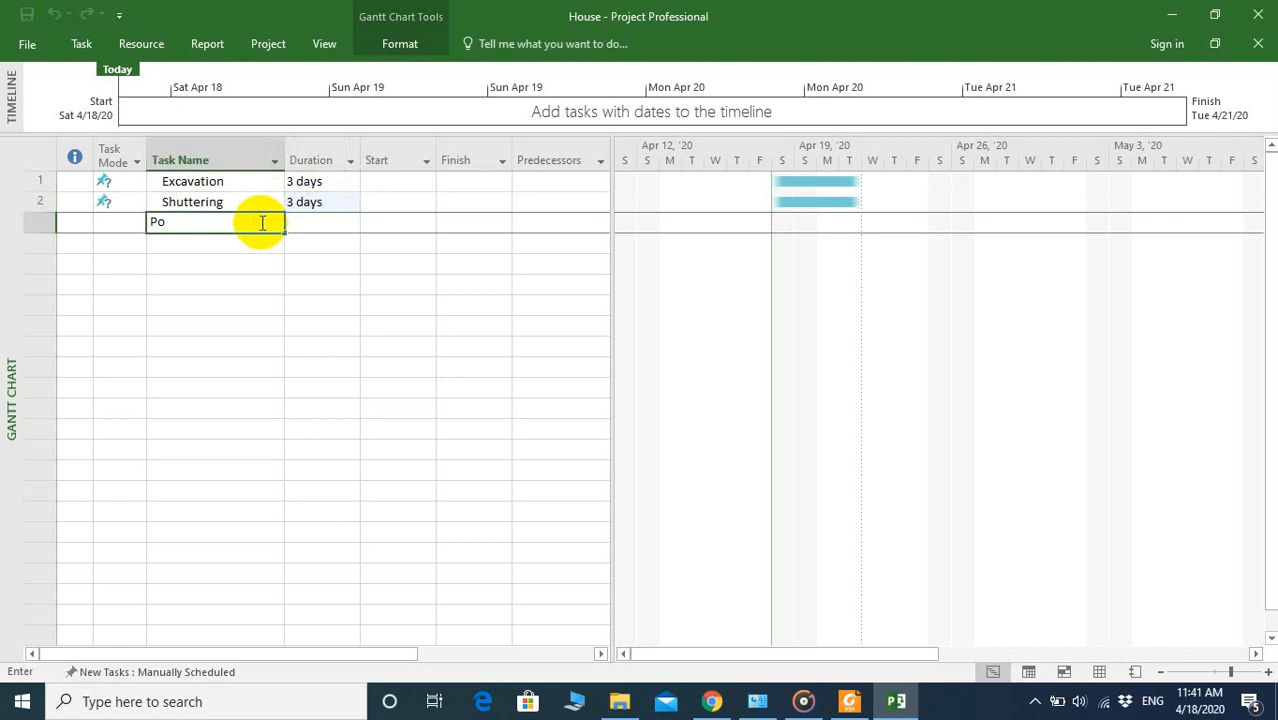 Gantt Chart Tools
House - Project Professional
File
Task
Resource
Report
Project
View
Format
Tell me what you want to do...
Sign in
Today
TIMELINE
Sat Apr 18
Sun Apr 19
Sun Apr 19
Mon Apr 20
Mon Apr 20
Tue Apr 21
Tue Apr 21
Start
Sat 4/18/20
Add tasks with dates to the timeline
Finish
Tue 4/21/20
Task Mode
Task Name
Duration
Start
Finish
Predecessors
Apr 12, '20
Apr 19, '20
Apr 26, '20
May 3, '20
S S M T W T F S S M T W T F S S M T W T F S S M T W T F S
1 Excavation 3 days
2 Shuttering 3 days
Po
GANTT CHART
Enter
New Tasks : Manually Scheduled
Type here to search
ENG
11:41 AM
4/18/2020
5